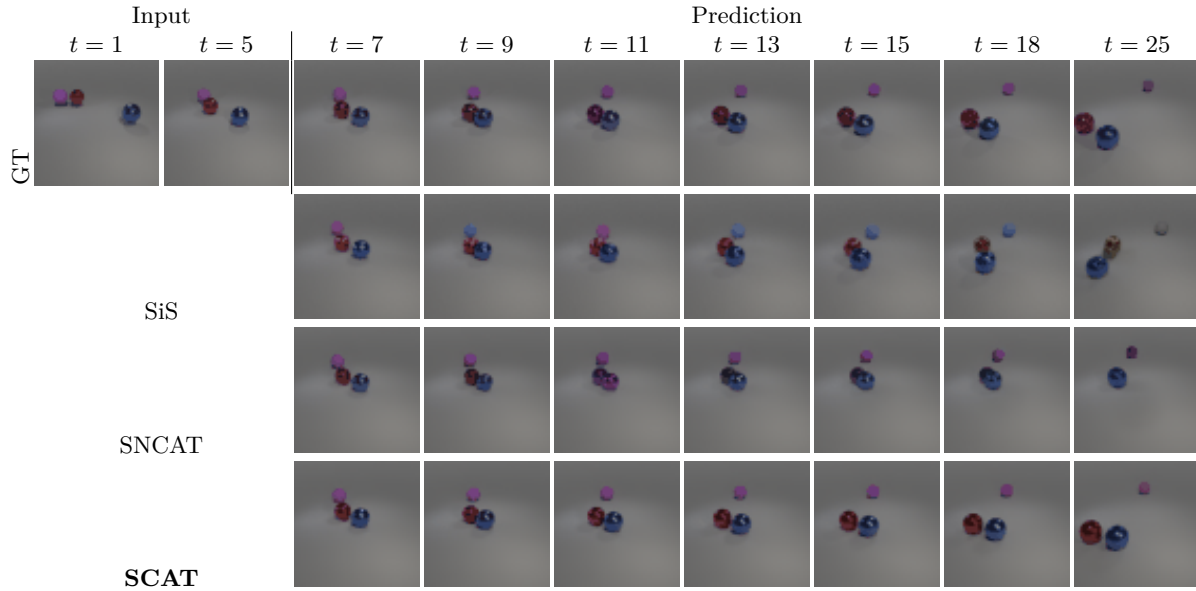 Input Prediction
t = 1 t = 5 t = 7 t = 9 t = 11 t = 13 t = 15 t = 18 t = 25
GT
SiS
SNCAT
SCAT